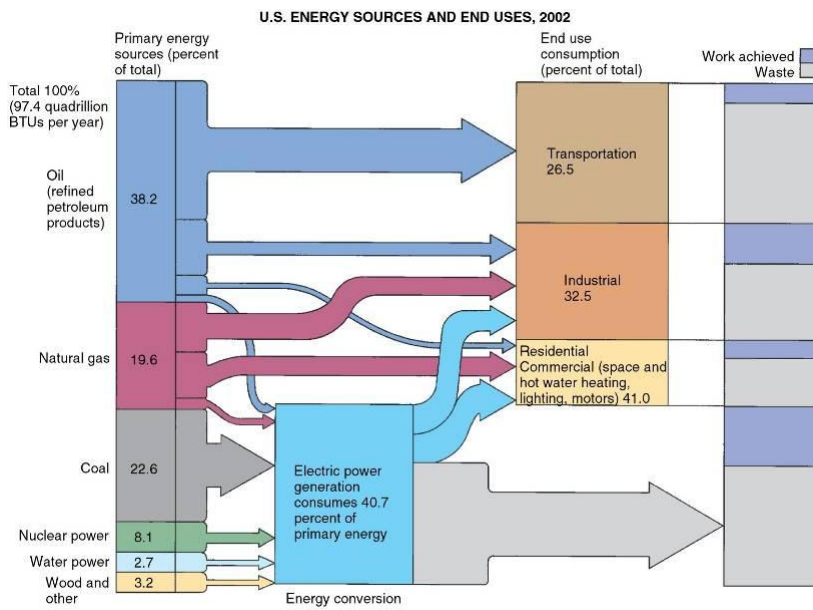 U.S. ENERGY SOURCES AND END USES, 2002
Primary energy
sources (percent
of total)
End use
consumption
(percent of total)
Work achieved
Waste
Total 100%
(97.4 quadrillion
BTUs per year)
Oil
(refined
petroleum
products)
38.2
Transportation
26.5
Industrial
32.5
Natural gas
19.6
Residential
Commercial (space and
hot water heating,
lighting, motors) 41.0
Coal
22.6
Electric power
generation
consumes 40.7
percent of
primary energy
Nuclear power
8.1
Water power
2.7
Wood and
other
3.2
Energy conversion